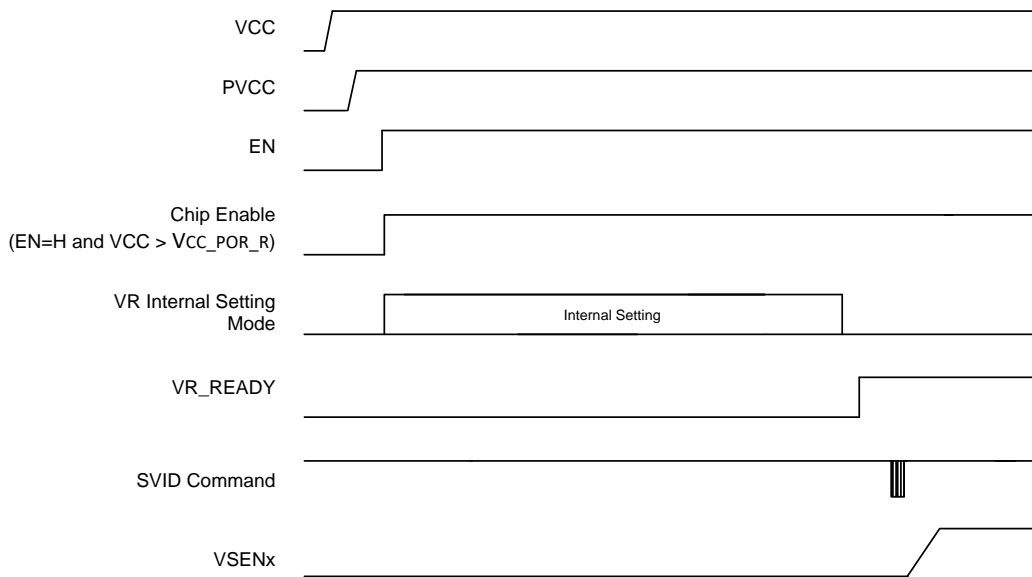 VCC
PVCC
EN
Chip Enable
(EN=H and VCC > VCC_POR_R)
VR Internal Setting
Mode
Internal Setting
VR_READY
SVID Command
VSENx